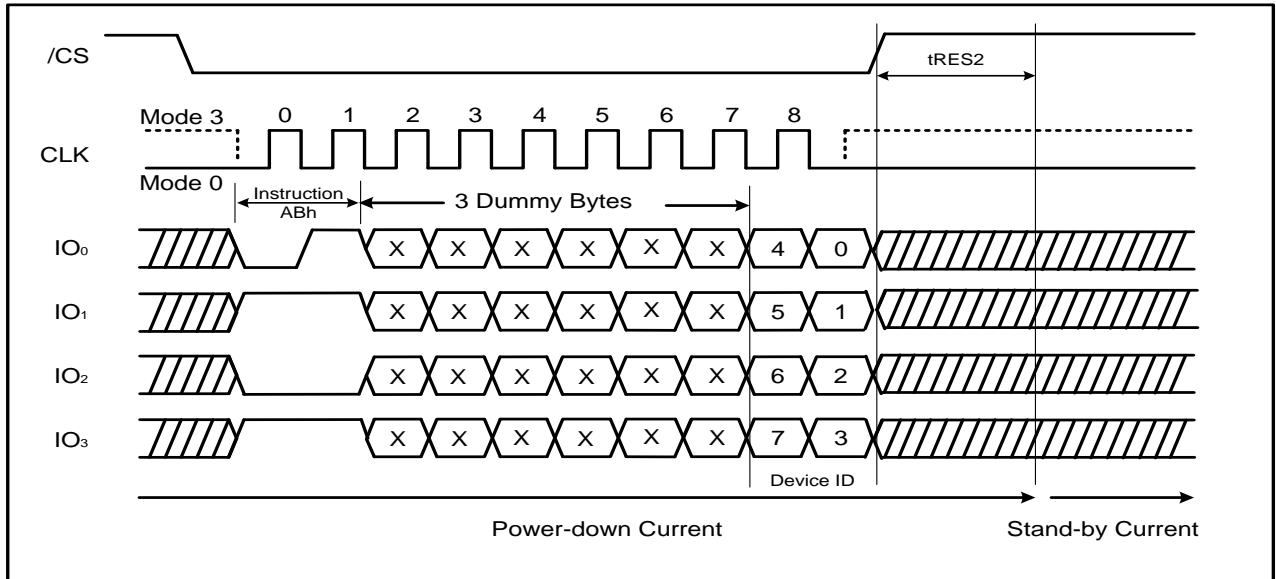 /CS
tRES2
Mode 3
0 1 2 3 4 5 6 7 8
CLK
Mode 0
Instruction
ABh
3 Dummy Bytes
IO₀ X X X X X X 4 0
IO₁ X X X X X X 5 1
IO₂ X X X X X X 6 2
IO₃ X X X X X X 7 3
Device ID
Power-down Current
Stand-by Current